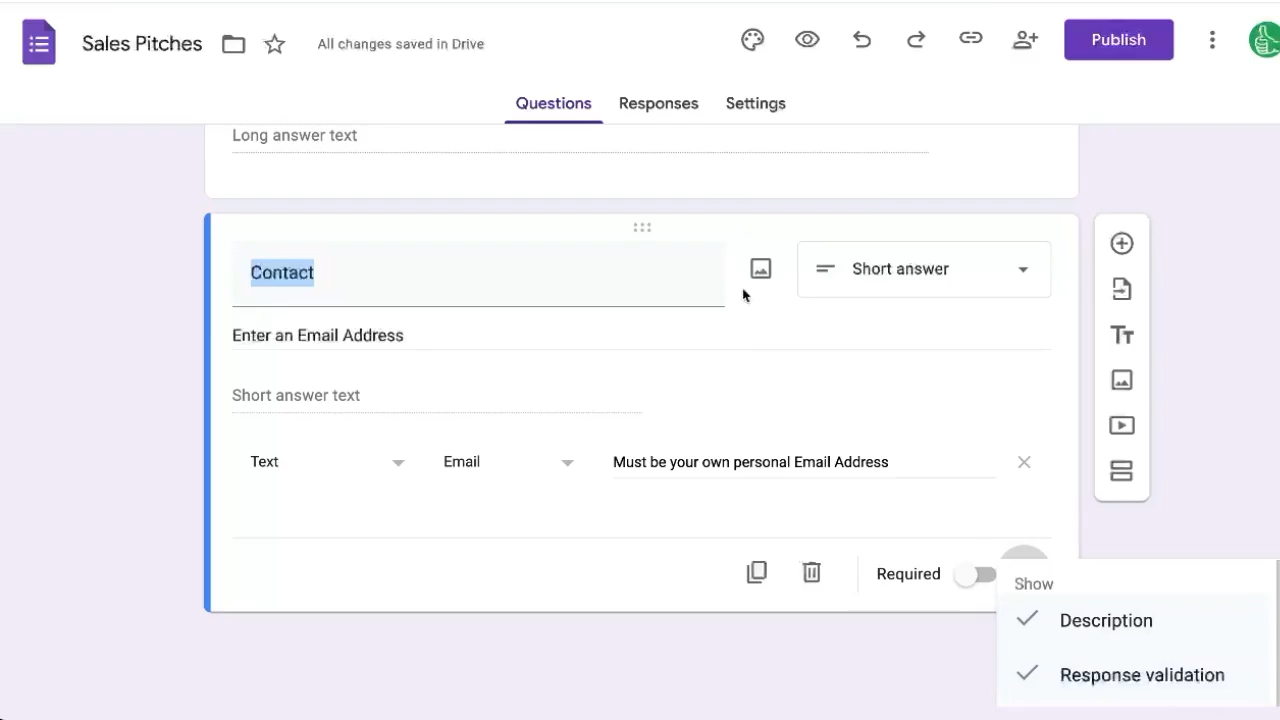 Sales Pitches
All changes saved in Drive
Publish
Questions Responses Settings
Long answer text
Contact
Short answer
Enter an Email Address
Short answer text
Text Email Must be your own personal Email Address
Required
Show
Description
Response validation